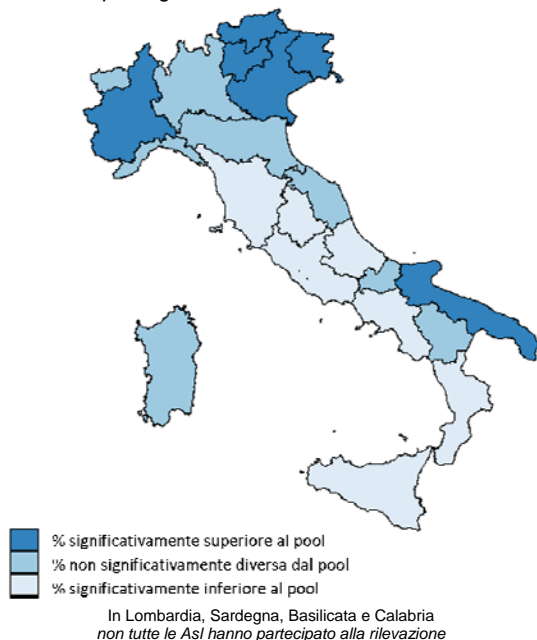 % significativamente superiore al pool
% non significativamente diversa dal pool
% significativamente inferiore al pool
In Lombardia, Sardegna, Basilicata e Calabria
non tutte le Asl hanno partecipato alla rilevazione